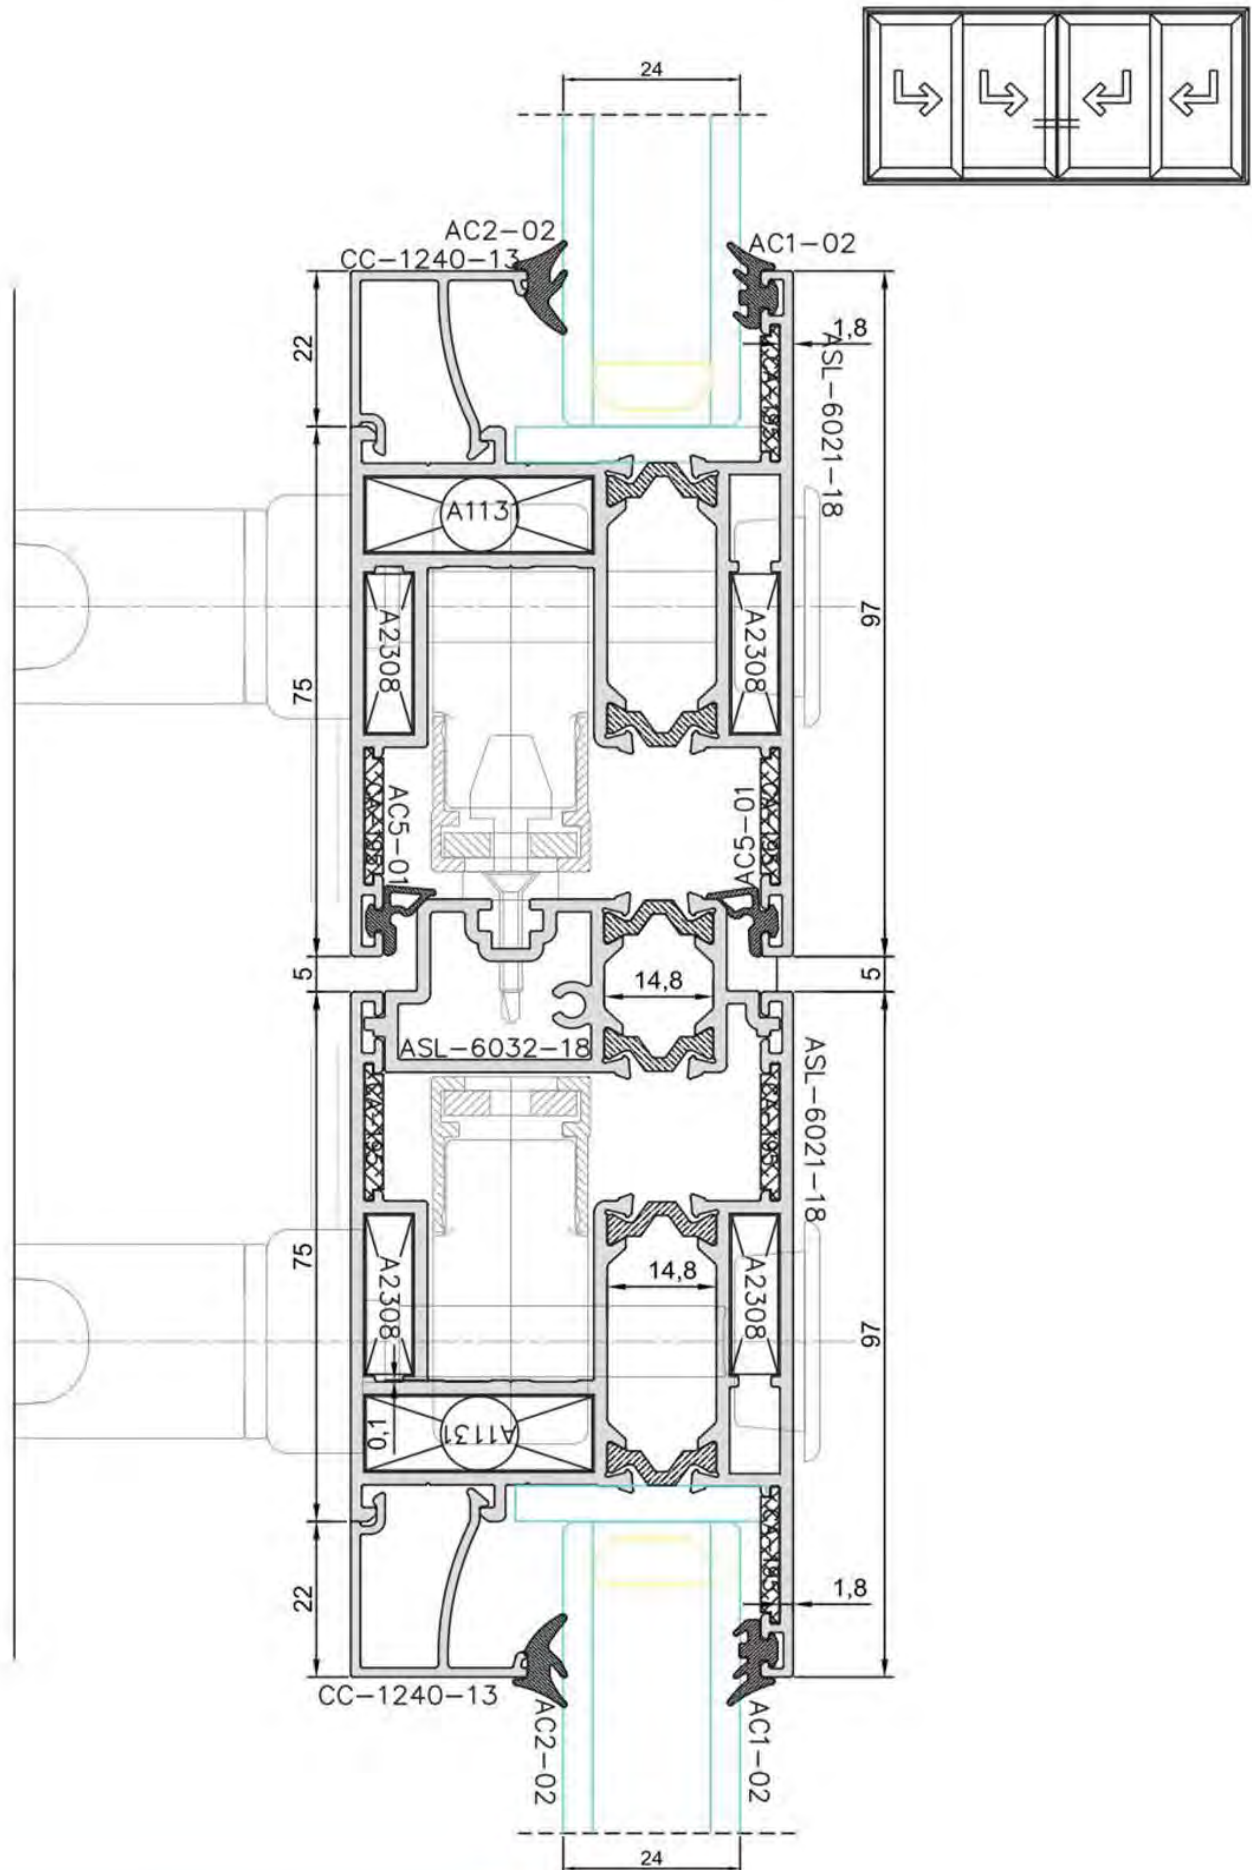 24
AC2-02
AC1-02
CC-1240-13
1,8
22
ASL-6021-18
A113
A2308
A2308
97
75
AC5-01
AC5-01
5
14,8
5
ASL-6032-18
ASL-6021-18
75
14,8
A2308
A2308
97
0,1
A1131
22
1,8
CC-1240-13
AC2-02
AC1-02
24